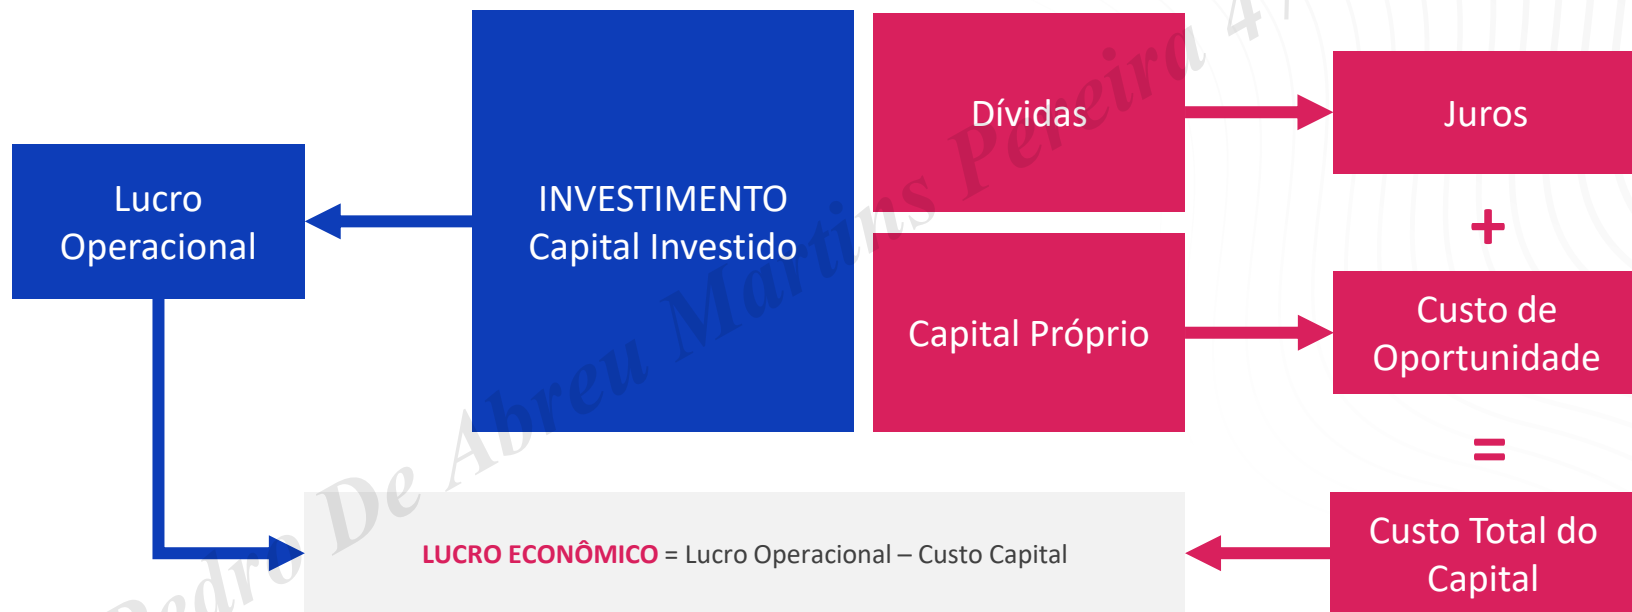 Dívidas
Juros
Lucro
Operacional
INVESTIMENTO
Capital Investido
+
Capital Próprio
Custo de
Oportunidade
=
LUCRO ECONÔMICO = Lucro Operacional – Custo Capital
Custo Total do
Capital
Pedro De Abreu Martins Pereira 4